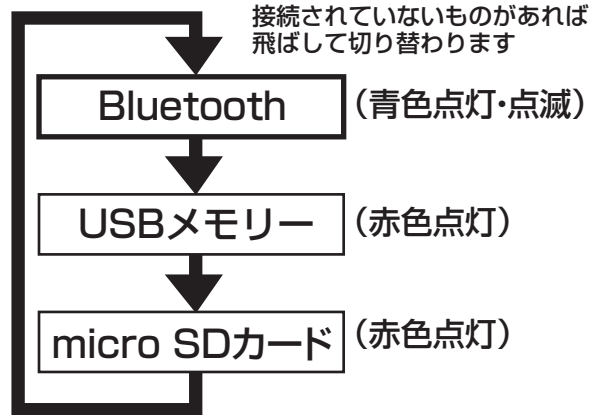 接続されていないものがあれば
飛ばして切り替わります
Bluetooth （青色点灯・点滅）
USBメモリー （赤色点灯）
micro SDカード （赤色点灯）